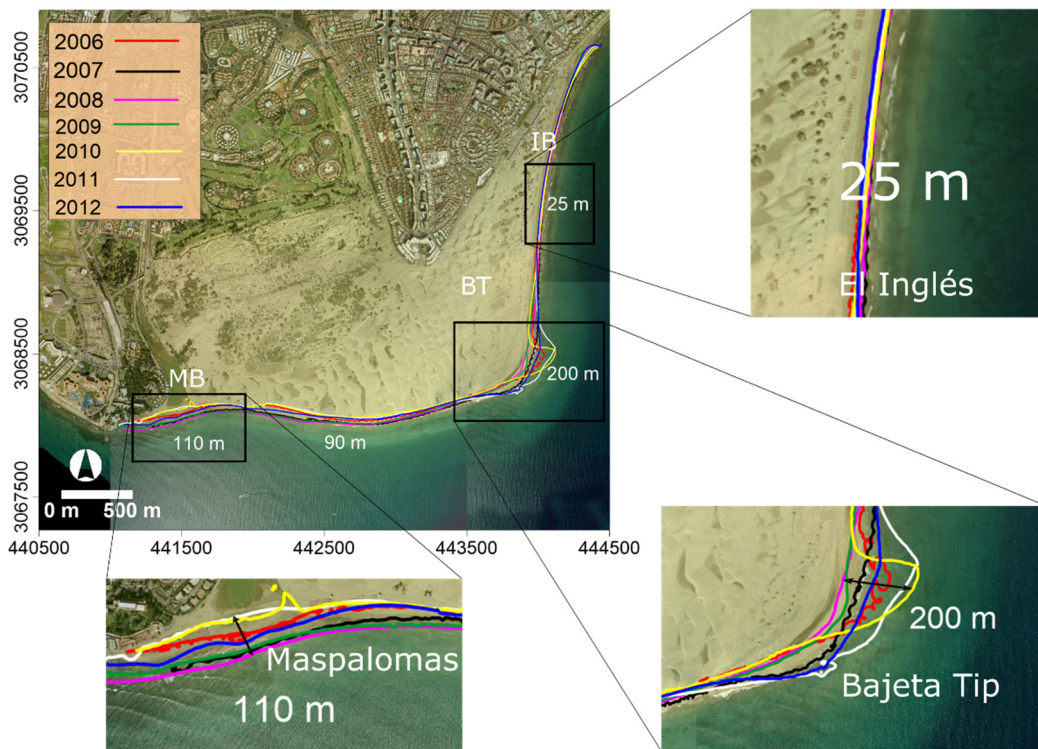 2006
2007
2008
2009
2010
2011
2012
3070500
3069500
3068500
3067500
440500
441500
442500
443500
444500
IB
25 m
BT
200 m
MB
110 m
90 m
0 m 500 m
25 m
El Inglés
Maspalomas
110 m
200 m
Bajeta Tip